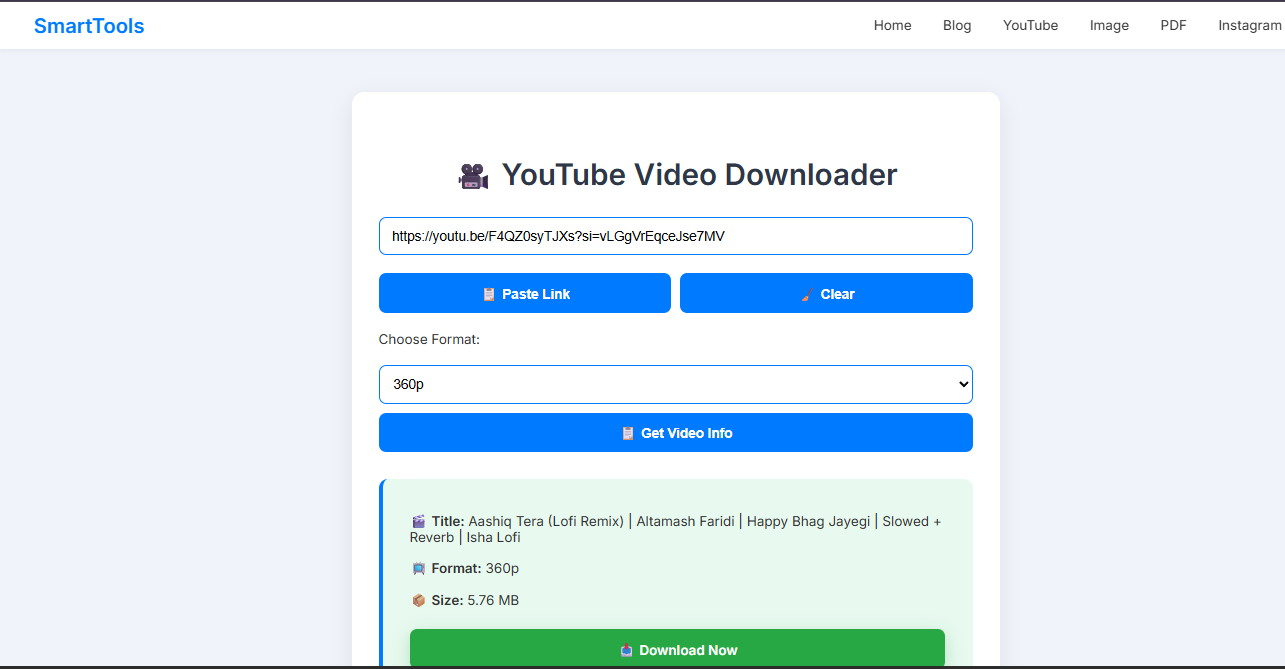 SmartTools
Home Blog YouTube Image PDF Instagram
YouTube Video Downloader
https://youtu.be/F4QZ0syTJXs?si=vLGgVrEqceJse7MV
Paste Link Clear
Choose Format:
360p
Get Video Info
Title: Aashiq Tera (Lofi Remix) | Altamash Faridi | Happy Bhag Jayegi | Slowed +
Reverb | Isha Lofi
Format: 360p
Size: 5.76 MB
Download Now